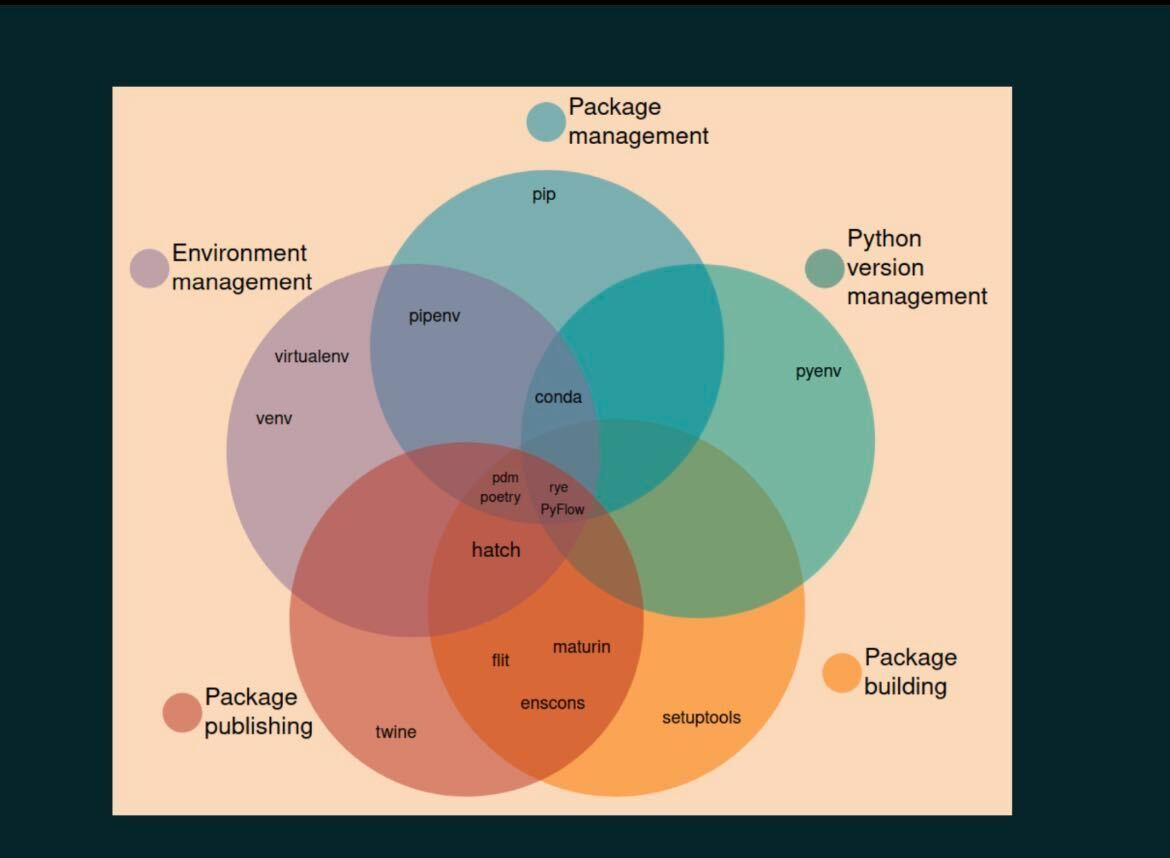 Package
management
pip
Python
version
management
Environment
management
pipenv
virtualenv
pyenv
conda
venv
pdm
rye
poetry
PyFlow
hatch
maturin
flit
Package
building
enscons
Package
publishing
setuptools
twine